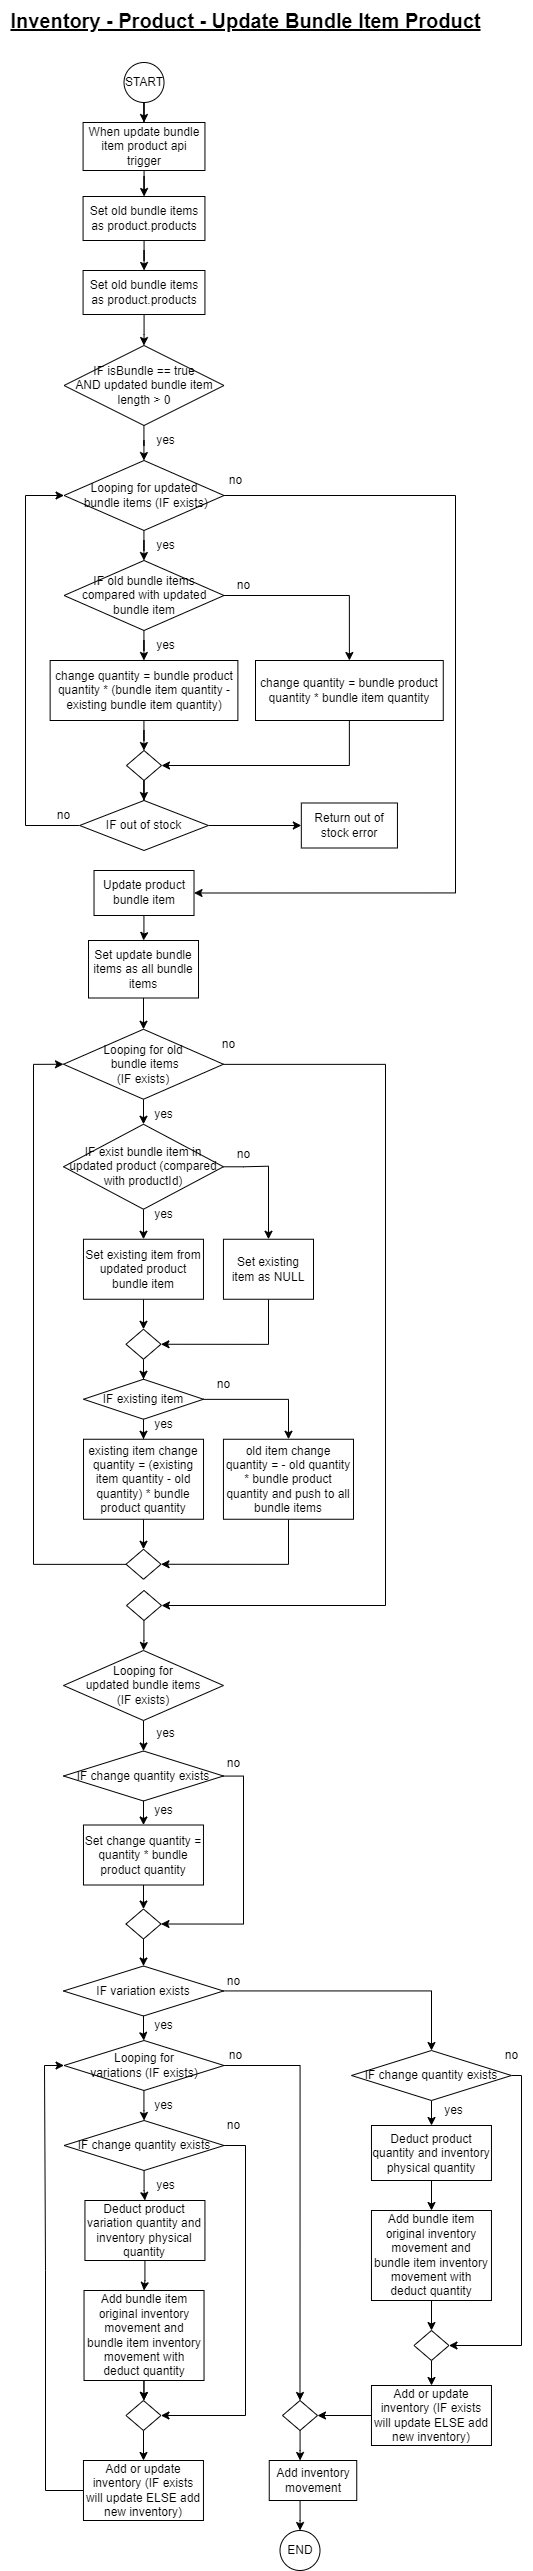 Inventory - Product - Update Bundle Item Product
START
When update bundle
item product api
trigger
Set old bundle items
as product.products
Set old bundle items
as product.products
IF isBundle == true
AND updated bundle item
length > 0
yes
Looping for updated
bundle items (IF exists)
no
yes
IF old bundle items
compared with updated
bundle item
no
yes
change quantity = bundle product
quantity * (bundle item quantity -
existing bundle item quantity)
change quantity = bundle product
quantity * bundle item quantity
no
IF out of stock
Return out of
stock error
Update product
bundle item
Set update bundle
items as all bundle
items
Looping for old
bundle items
(IF exists)
no
yes
IF exist bundle item in
updated product (compared
with productId)
no
yes
Set existing item from
updated product
bundle item
Set existing
item as NULL
IF existing item
no
yes
existing item change
quantity = (existing
item quantity - old
quantity) * bundle
product quantity
old item change
quantity = - old quantity
* bundle product
quantity and push to all
bundle items
Looping for
updated bundle items
(IF exists)
yes
IF change quantity exists
no
yes
Set change quantity =
quantity * bundle
product quantity
IF variation exists
no
yes
Looping for
variations (IF exists)
no
yes
IF change quantity exists
no
yes
Deduct product
variation quantity and
inventory physical
quantity
Add bundle item
original inventory
movement and
bundle item inventory
movement with
deduct quantity
Add or update
inventory (IF exists
will update ELSE add
new inventory)
IF change quantity exists
no
yes
Deduct product
quantity and inventory
physical quantity
Add bundle item
original inventory
movement and
bundle item inventory
movement with
deduct quantity
Add or update
inventory (IF exists
will update ELSE add
new inventory)
Add inventory
movement
END